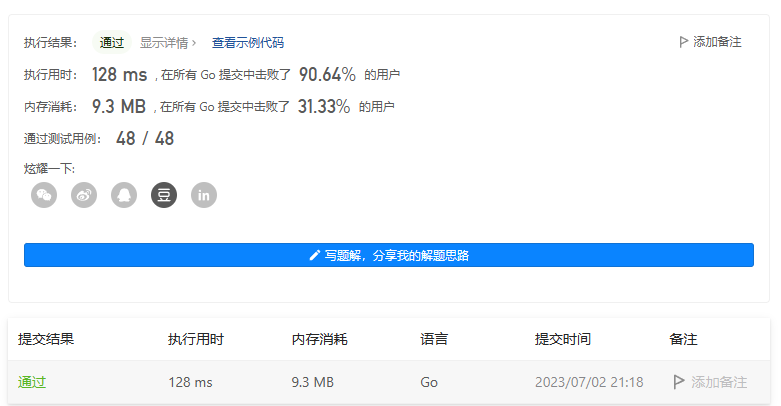 执行结果： 通过 显示详情 › 查看示例代码 添加备注
执行用时： 128 ms , 在所有 Go 提交中击败了 90.64% 的用户
内存消耗： 9.3 MB , 在所有 Go 提交中击败了 31.33% 的用户
通过测试用例： 48 / 48
炫耀一下:
豆 in
写题解，分享我的解题思路
提交结果 执行用时 内存消耗 语言 提交时间 备注
通过 128 ms 9.3 MB Go 2023/07/02 21:18 添加备注